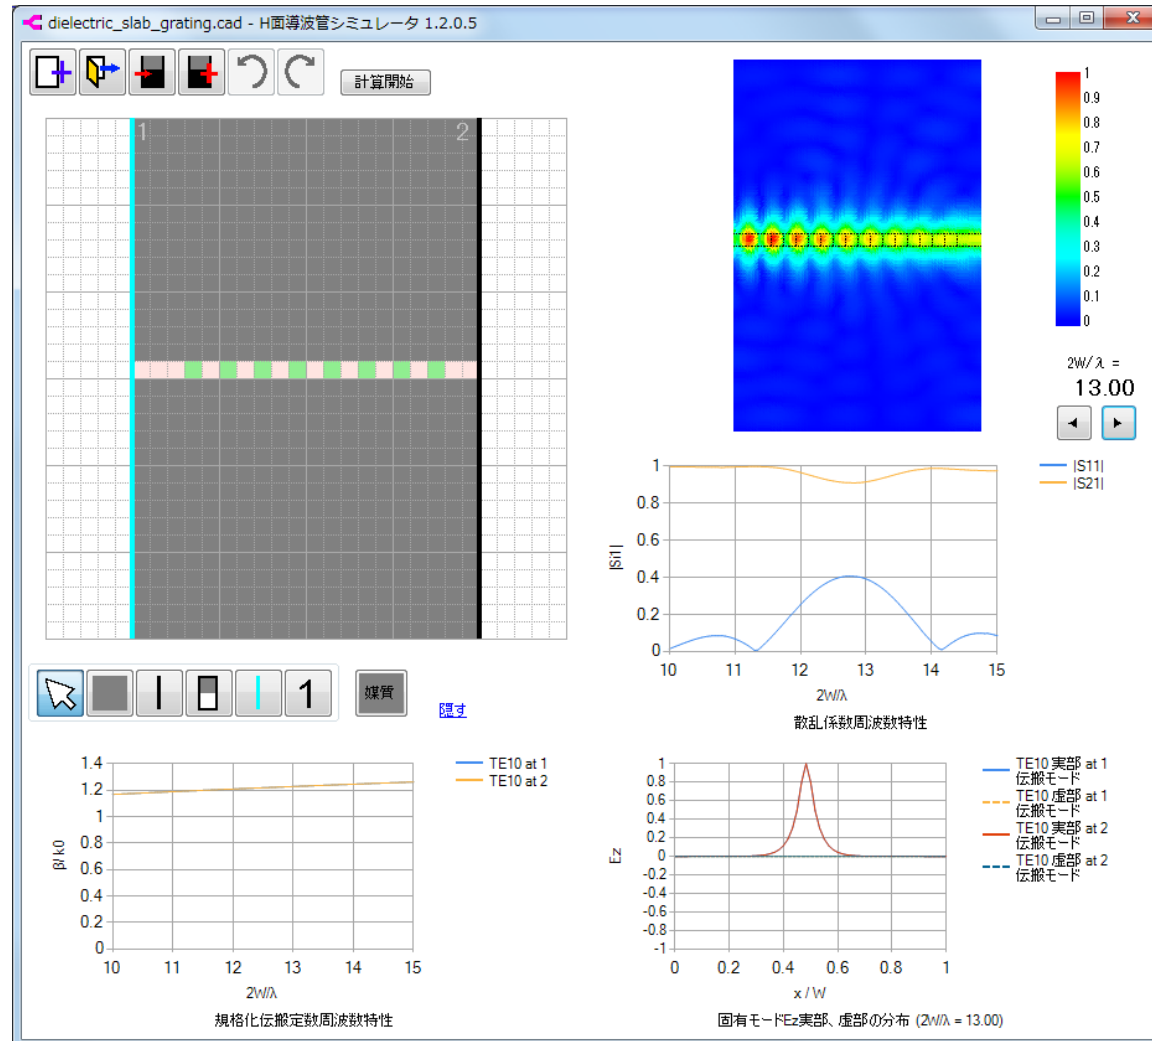 dielectric_slab_grating.cad - H面導波管シミュレータ 1.2.0.5
計算開始
1
2
1
0.9
0.8
0.7
0.6
0.5
0.4
0.3
0.2
0.1
0
2W/λ =
13.00
|S11|
|S21|
1
0.8
0.6
0.4
0.2
0
|Si1|
10 11 12 13 14 15
2W/λ
散乱係数周波数特性
1
媒質
隠す
TE10 at 1
TE10 at 2
1.4
1.2
1
0.8
0.6
0.4
0.2
0
β/ k0
10 11 12 13 14 15
2W/λ
規格化伝搬定数周波数特性
TE10 実部 at 1
伝搬モード
TE10 虚部 at 1
伝搬モード
TE10 実部 at 2
伝搬モード
TE10 虚部 at 2
伝搬モード
1
0.8
0.6
0.4
0.2
0
-0.2
-0.4
-0.6
-0.8
-1
Ez
0 0.2 0.4 0.6 0.8 1
x / W
固有モードEz実部、虚部の分布 (2W/λ = 13.00)